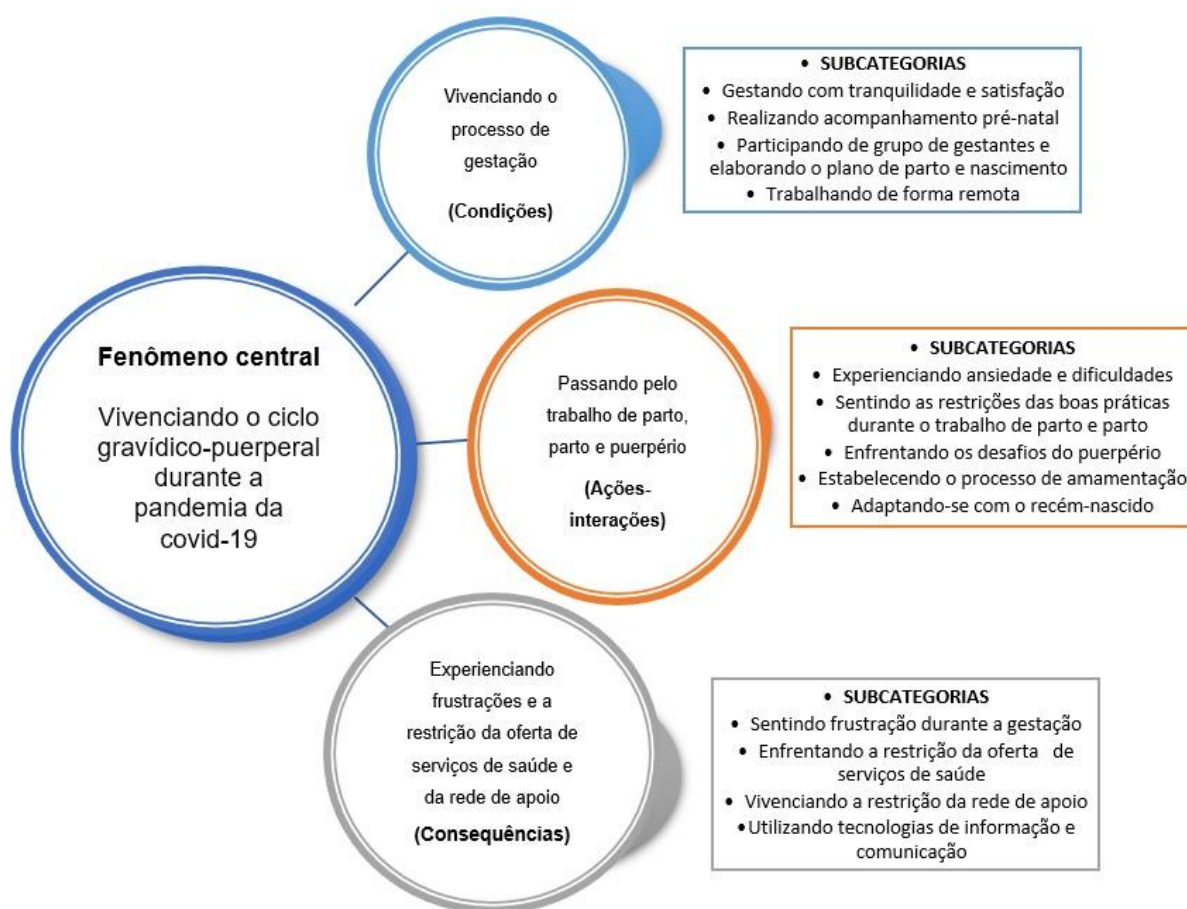 Vivenciando o
processo de
gestação
(Condições)
• SUBCATEGORIAS
• Gestando com tranquilidade e satisfação
• Realizando acompanhamento pré-natal
• Participando de grupo de gestantes e
elaborando o plano de parto e nascimento
• Trabalhando de forma remota
Fenômeno central
Vivenciando o ciclo
gravídico-puerperal
durante a
pandemia da
covid-19
Passando pelo
trabalho de parto,
parto e puerpério
(Ações-
interações)
• SUBCATEGORIAS
• Experienciando ansiedade e dificuldades
• Sentindo as restrições das boas práticas
durante o trabalho de parto e parto
• Enfrentando os desafios do puerpério
• Estabelecendo o processo de amamentação
• Adaptando-se com o recém-nascido
Experienciando
frustrações e a
restrição da oferta de
serviços de saúde e
da rede de apoio
(Consequências)
• SUBCATEGORIAS
• Sentindo frustração durante a gestação
• Enfrentando a restrição da oferta de
serviços de saúde
• Vivenciando a restrição da rede de apoio
•Utilizando tecnologias de informação e
comunicação